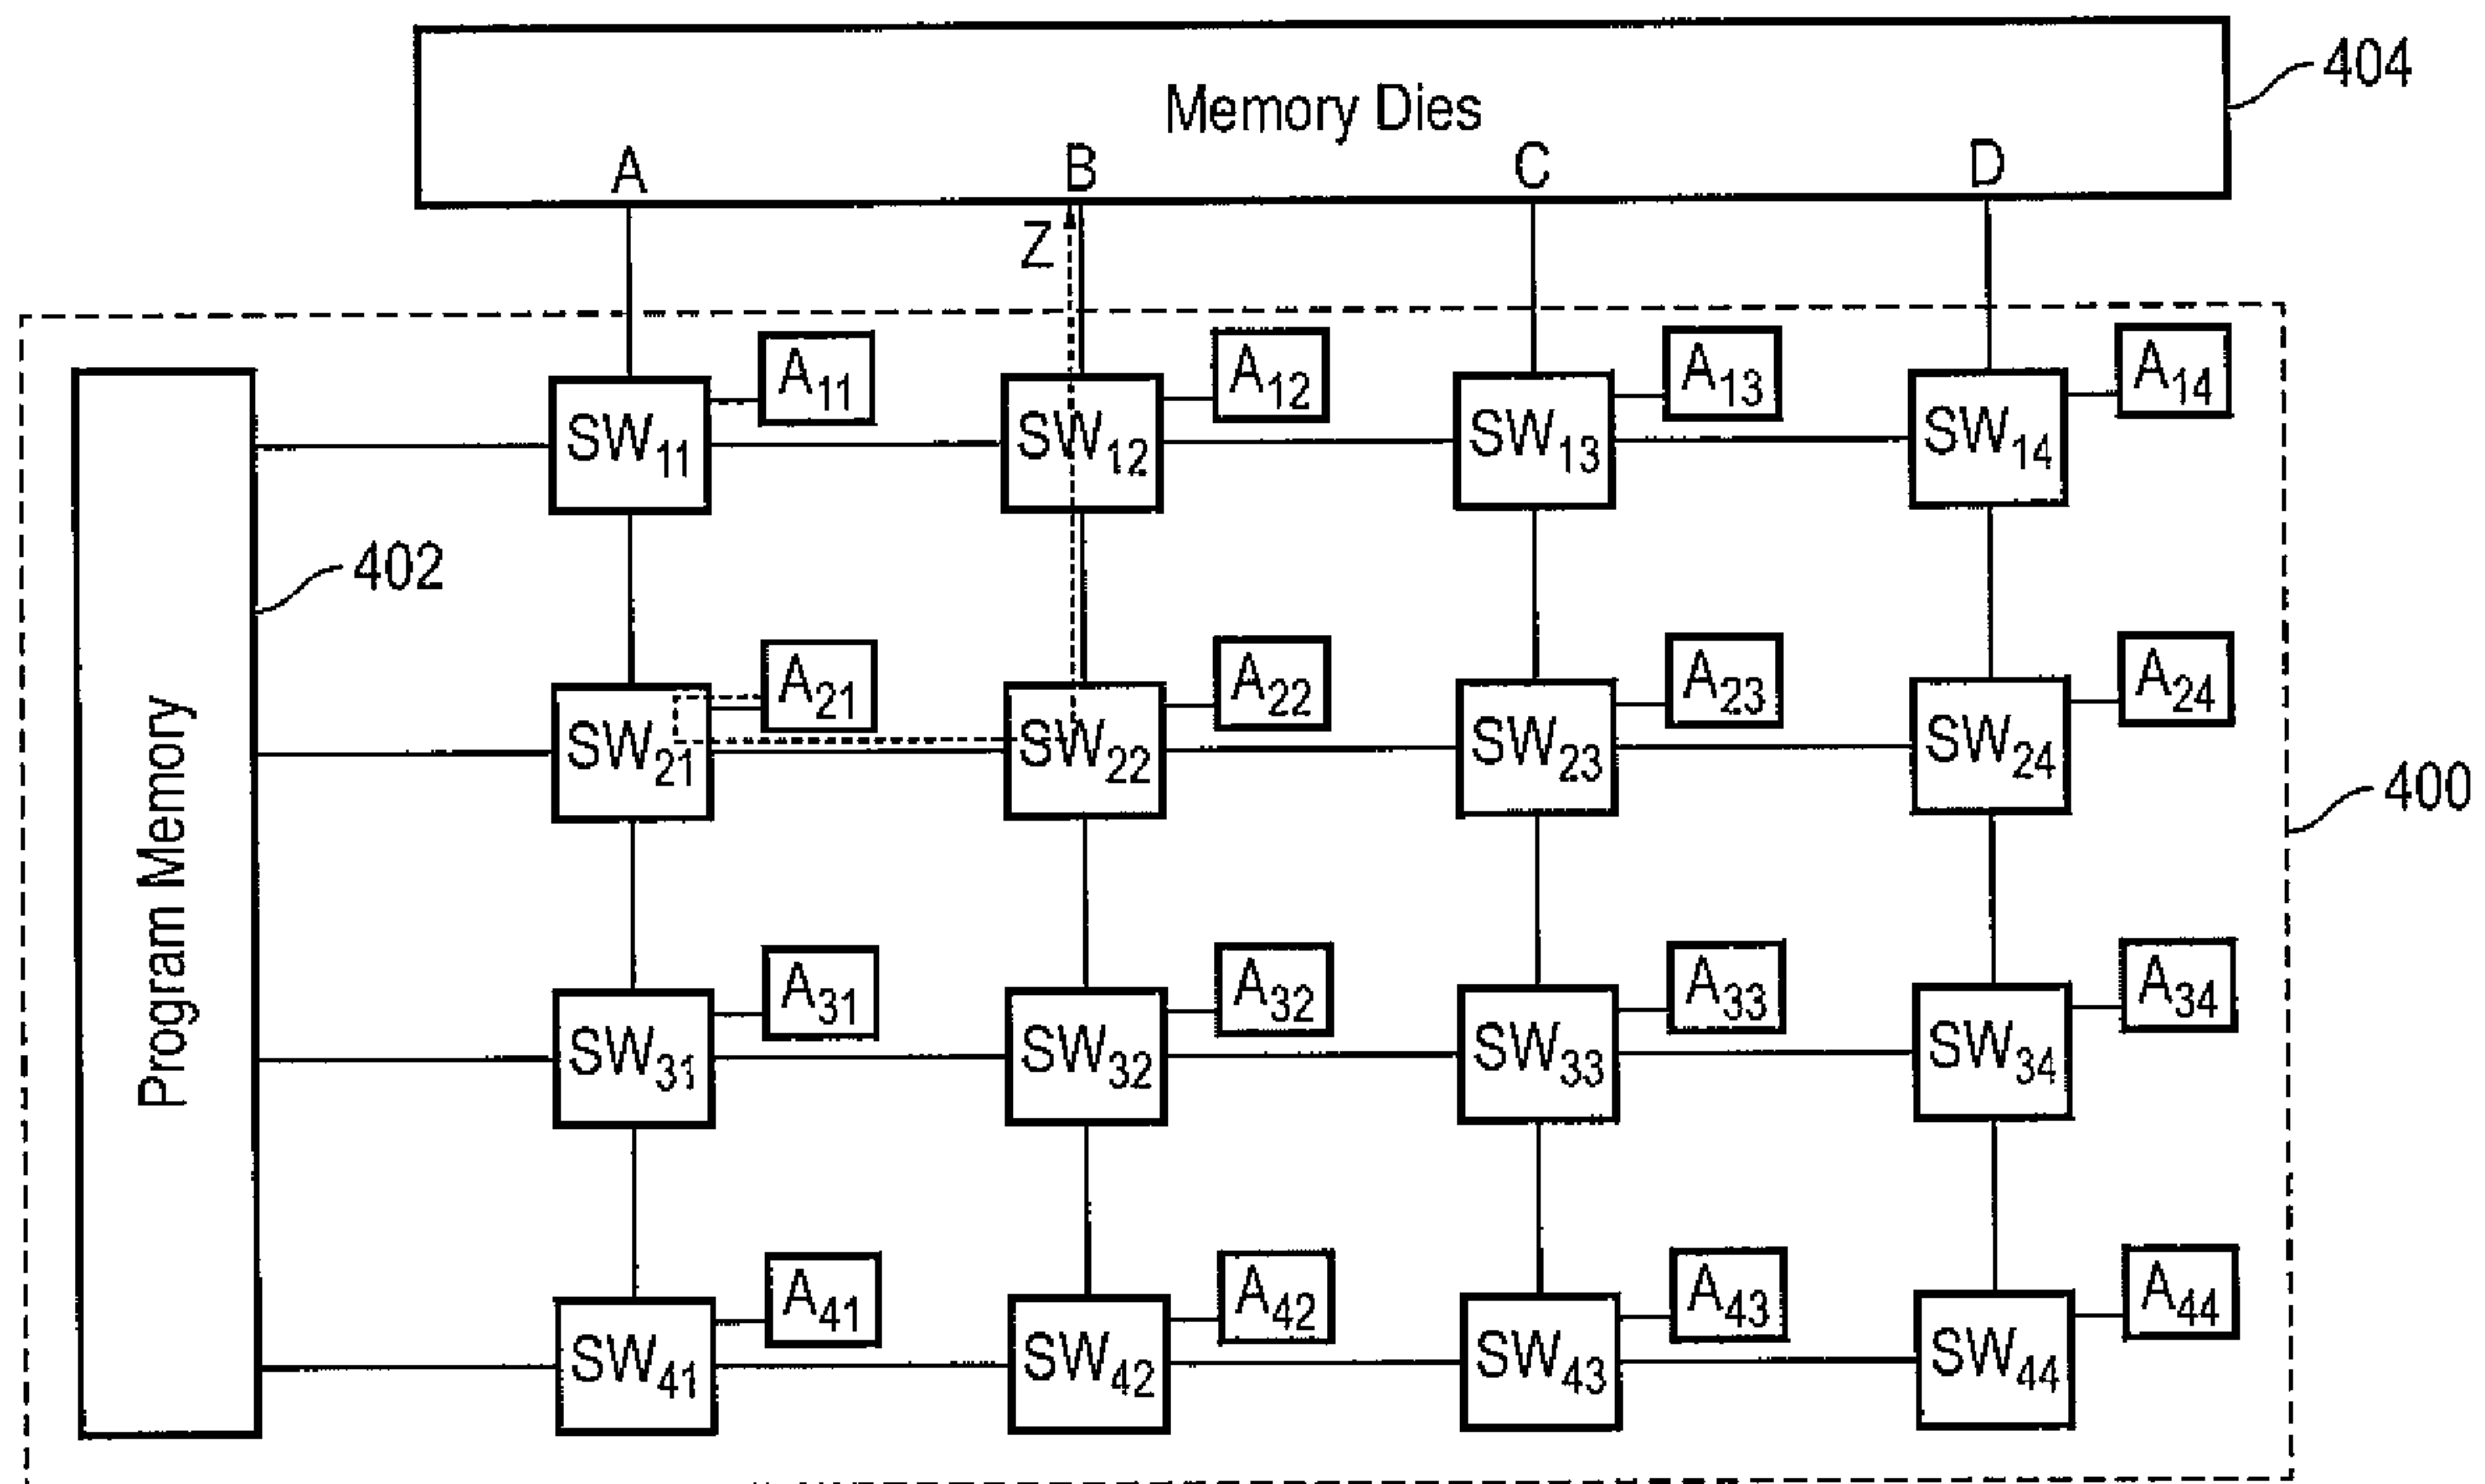 404
Memory Dies
A B C D
Z
A11 A12 A13 A14
SW11 SW12 SW13 SW14
402
A21 A22 A23 A24
SW21 SW22 SW23 SW24
400
Program Memory
A31 A32 A33 A34
SW31 SW32 SW33 SW34
A41 A42 A43 A44
SW41 SW42 SW43 SW44